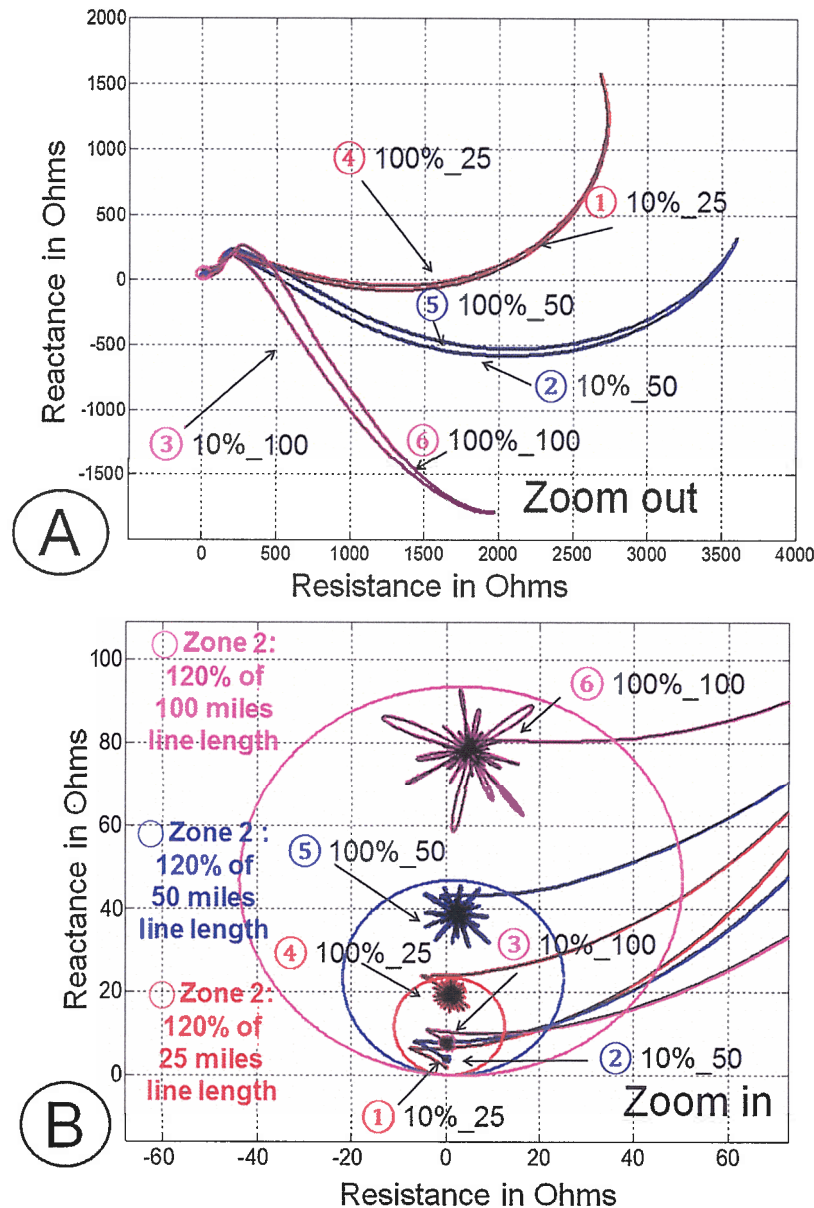 2000
1500
1000
500
0
-500
-1000
-1500
Reactance in Ohms
④ 100%_25
① 10%_25
⑤ 100%_50
② 10%_50
③ 10%_100
⑥ 100%_100
Zoom out
A
0 500 1000 1500 2000 2500 3000 3500 4000
Resistance in Ohms
Zone 2:
120% of
100 miles
line length
⑥ 100%_100
Zone 2 :
120% of
50 miles
line length
⑤ 100%_50
③ 10%_100
④ 100%_25
Zone 2:
120% of
25 miles
line length
② 10%_50
① 10%_25
Zoom in
B
100
80
60
40
20
0
Reactance in Ohms
-60 -40 -20 0 20 40 60
Resistance in Ohms